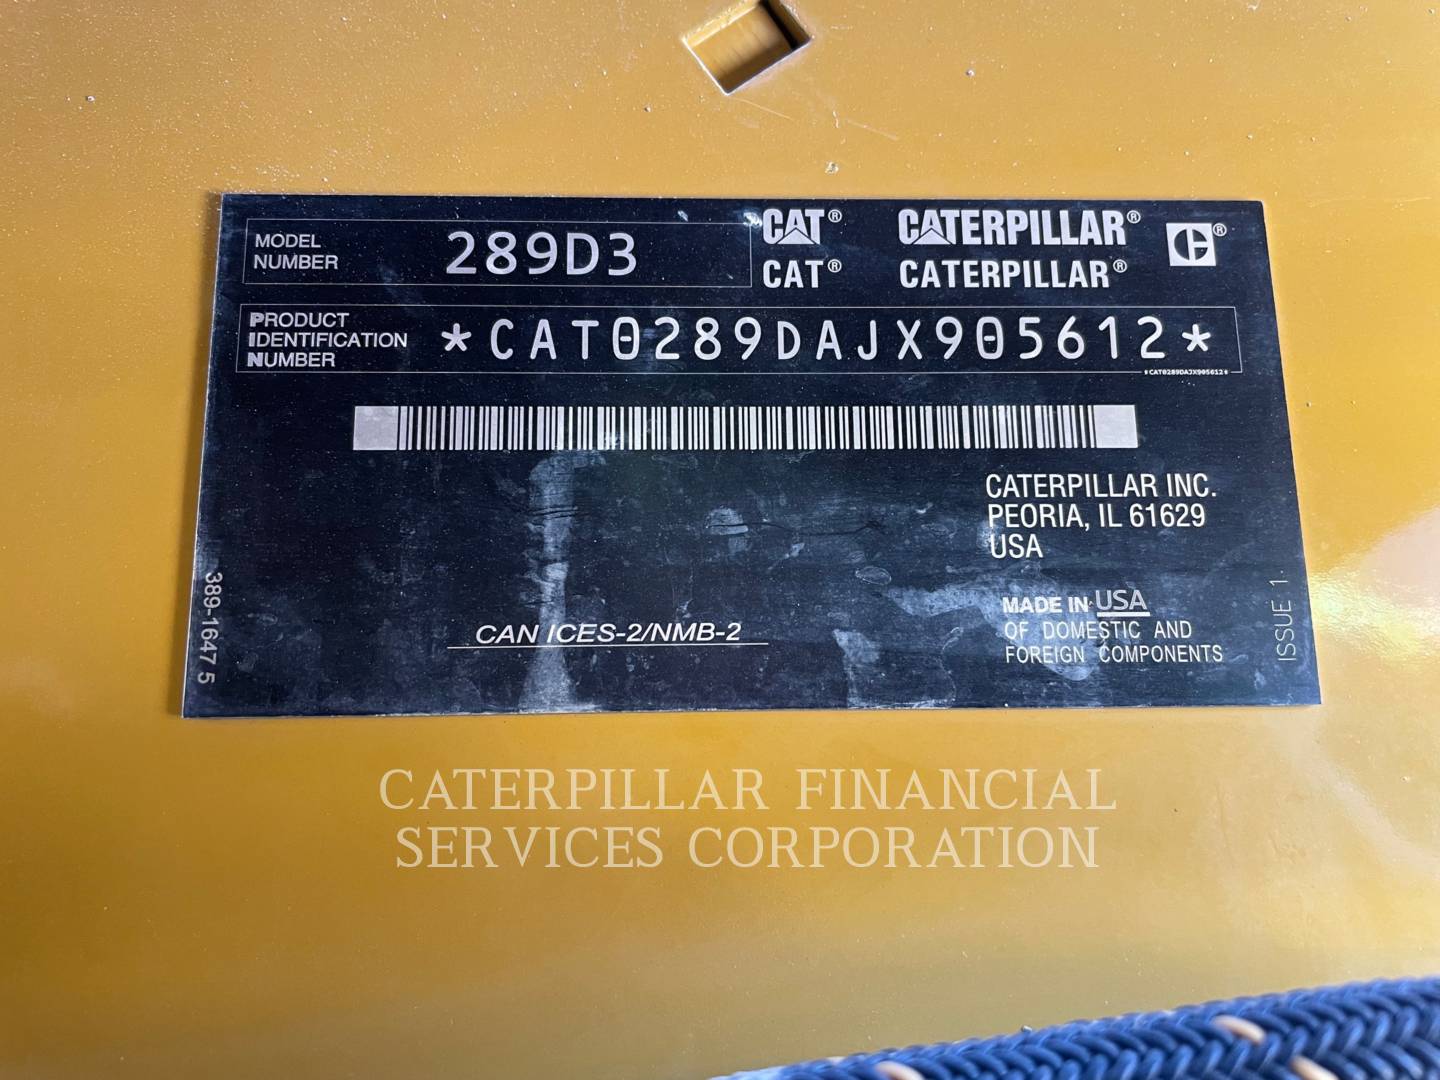 MODEL NUMBER 289D3
CAT® CATERPILLAR® C®
CAT® CATERPILLAR®
PRODUCT
IDENTIFICATION
NUMBER
*CAT0289DAJX905612*
*CAT0289DAJX905612*
CATERPILLAR INC.
PEORIA, IL 61629
USA
MADE IN USA
OF DOMESTIC AND
FOREIGN COMPONENTS
CAN ICES-2/NMB-2
389-1647 5
ISSUE 1
CATERPILLAR FINANCIAL
SERVICES CORPORATION